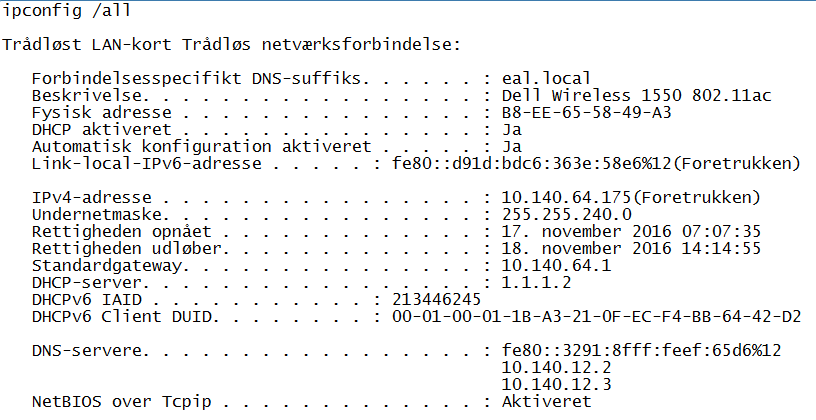 ipconfig /all
Trådløst LAN-kort Trådløs netværksforbindelse:
Forbindelsesspecifikt DNS-suffiks. . . . . . : eal.local
Beskrivelse. . . . . . . . . . . . . . . . . : Dell Wireless 1550 802.11ac
Fysisk adresse . . . . . . . . . . . . . . . : B8-EE-65-58-49-A3
DHCP aktiveret . . . . . . . . . . . . . . . : Ja
Automatisk konfiguration aktiveret . . . . . : Ja
Link-local-IPv6-adresse . . . . . : fe80::d91d:bdc6:363e:58e6%12(Foretrukken)
IPv4-adresse . . . . . . . . . . . . . . . . : 10.140.64.175(Foretrukken)
Undernetmaske. . . . . . . . . . . . . . . . : 255.255.240.0
Rettigheden opnået . . . . . . . . . . . . . : 17. november 2016 07:07:35
Rettigheden udløber. . . . . . . . . . . . . : 18. november 2016 14:14:55
Standardgateway. . . . . . . . . . . . . . . : 10.140.64.1
DHCP-server. . . . . . . . . . . . . . . . . : 1.1.1.2
DHCPv6 IAID . . . . . . . . . . . : 213446245
DHCPv6 Client DUID. . . . . . . . : 00-01-00-01-1B-A3-21-0F-EC-F4-BB-64-42-D2
DNS-servere. . . . . . . . . . . . . . . . . : fe80::3291:8fff:feef:65d6%12
10.140.12.2
10.140.12.3
NetBIOS over Tcpip . . . . . . . . . . . . . : Aktiveret